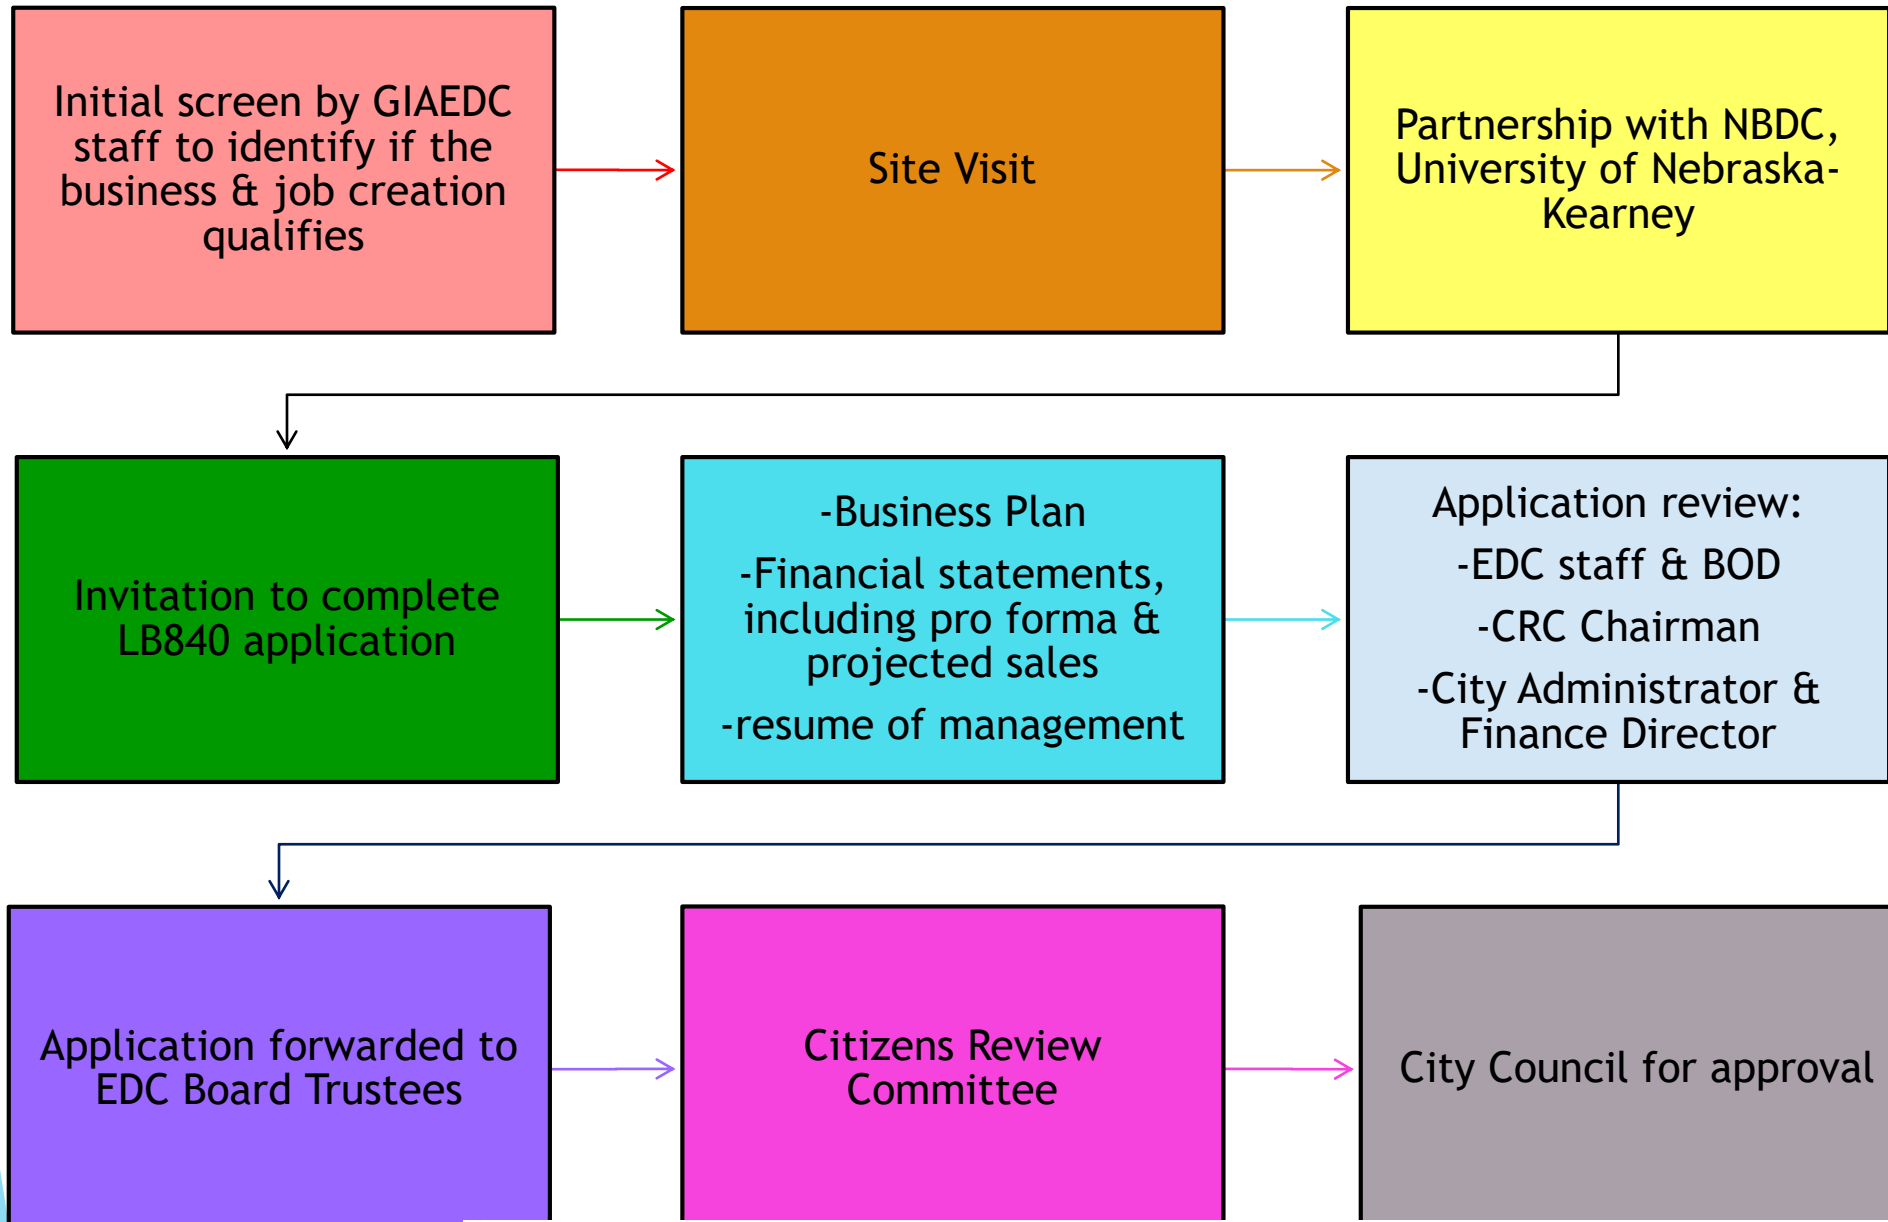 Initial screen by GIAEDC
staff to identify if the
business & job creation
qualifies
Site Visit
Partnership with NBDC,
University of Nebraska-
Kearney
Invitation to complete
LB840 application
-Business Plan
-Financial statements,
including pro forma &
projected sales
-resume of management
Application review:
-EDC staff & BOD
-CRC Chairman
-City Administrator &
Finance Director
Application forwarded to
EDC Board Trustees
Citizens Review
Committee
City Council for approval